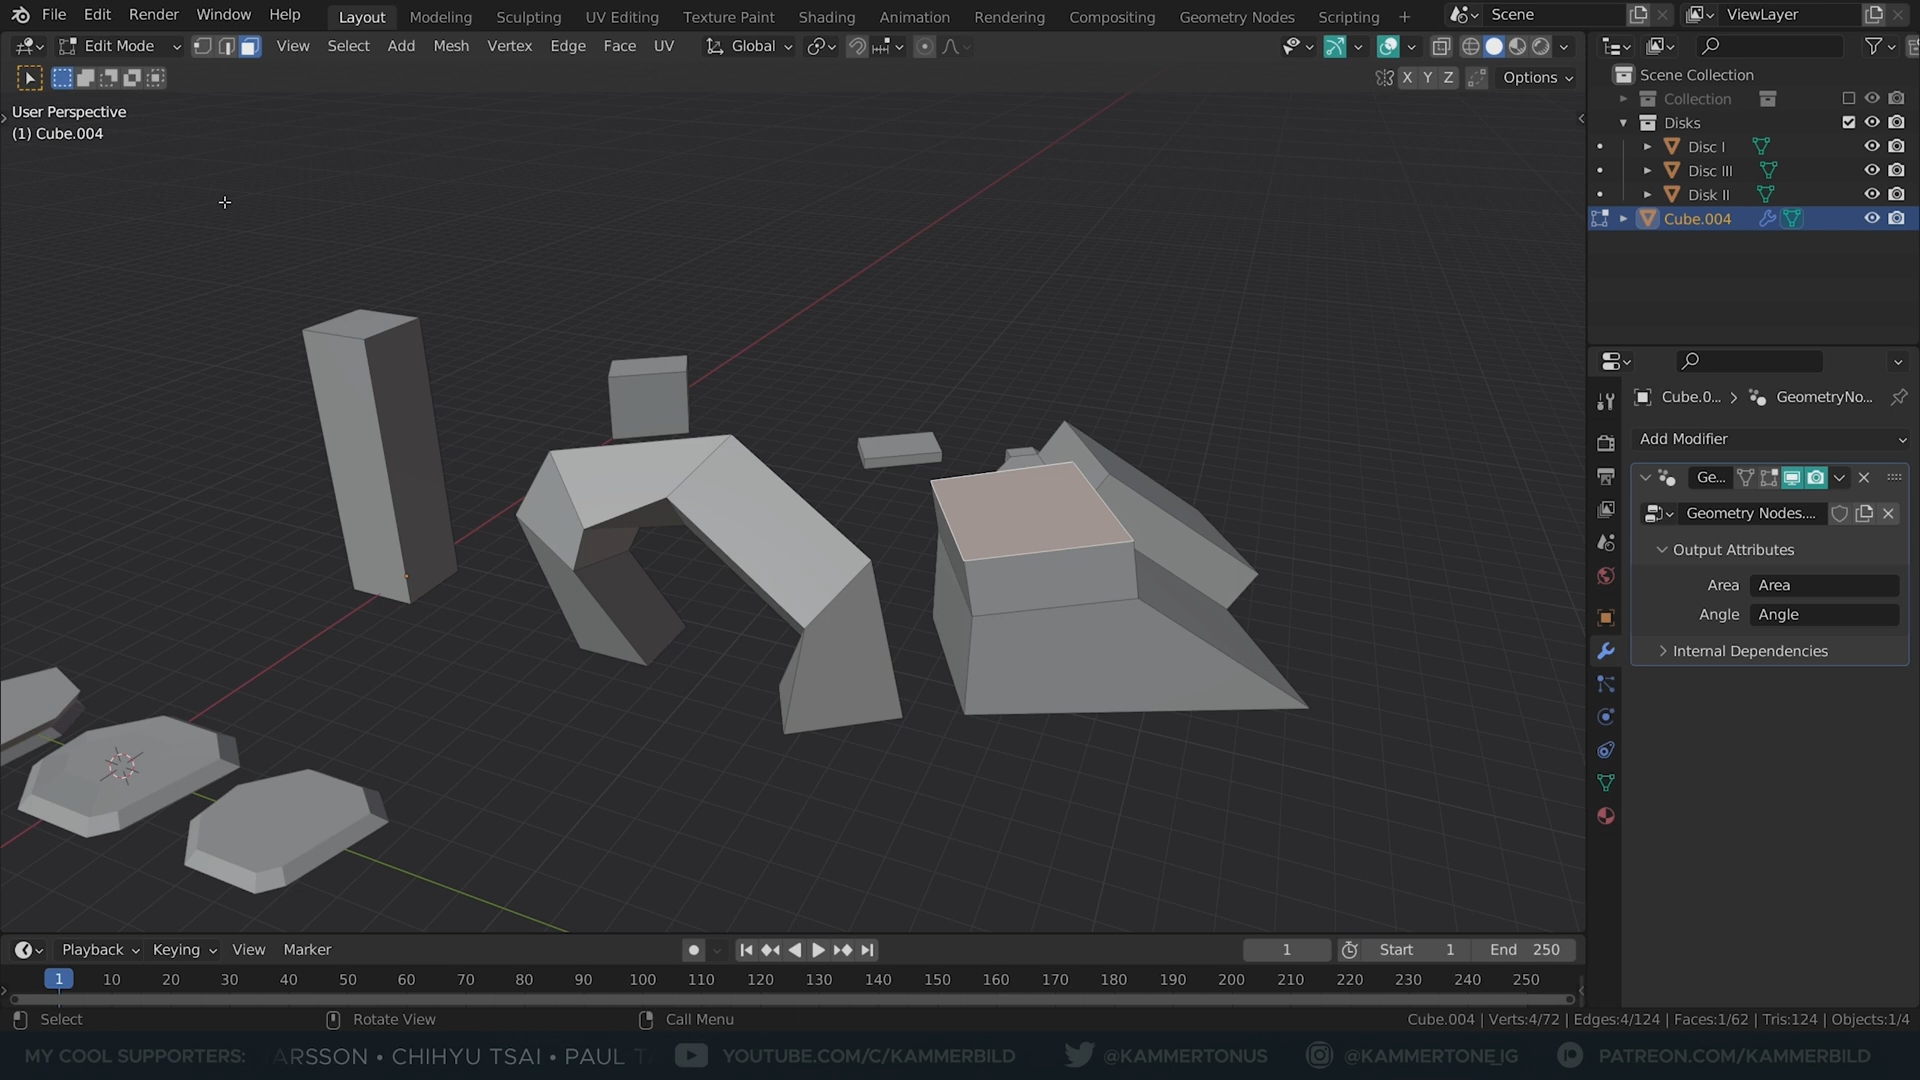 File Edit Render Window Help Layout Modeling Sculpting UV Editing Texture Paint Shading Animation Rendering Compositing Geometry Nodes Scripting + Scene ViewLayer
Edit Mode View Select Add Mesh Vertex Edge Face UV Global
X Y Z Options
User Perspective
(1) Cube.004
Scene Collection
Collection
Disks
Disc I
Disc III
Disk II
Cube.004
Cube.0... GeometryNo...
Add Modifier
Ge...
Geometry Nodes....
Output Attributes
Area Area
Angle Angle
Internal Dependencies
Playback Keying View Marker 1 Start 1 End 250
1 10 20 30 40 50 60 70 80 90 100 110 120 130 140 150 160 170 180 190 200 210 220 230 240 250
Select Rotate View Call Menu Cube.004 | Verts:4/72 | Edges:4/124 | Faces:1/62 | Tris:124 | Objects:1/4
MY COOL SUPPORTERS: ARSSON • CHIHYU TSAI • PAUL T YOUTUBE.COM/C/KAMMERBILD @KAMMERTONUS @KAMMERTONE_IG PATREON.COM/KAMMERBILD